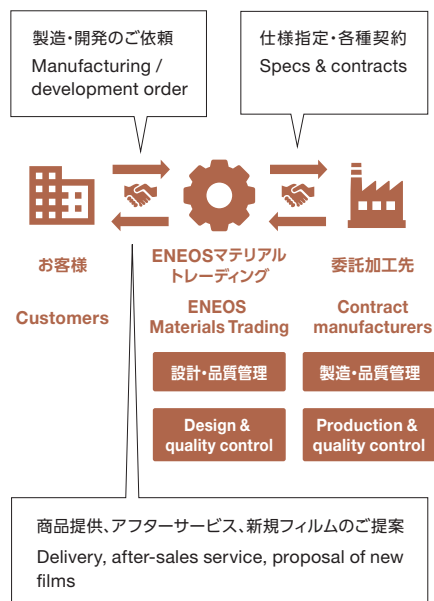 製造・開発のご依頼
Manufacturing /
development order
仕様指定・各種契約
Specs & contracts
お客様
Customers
ENEOSマテリアル
トレーディング
ENEOS
Materials Trading
委託加工先
Contract
manufacturers
設計・品質管理
Design &
quality control
製造・品質管理
Production &
quality control
商品提供、アフターサービス、新規フィルムのご提案
Delivery, after-sales service, proposal of new
films